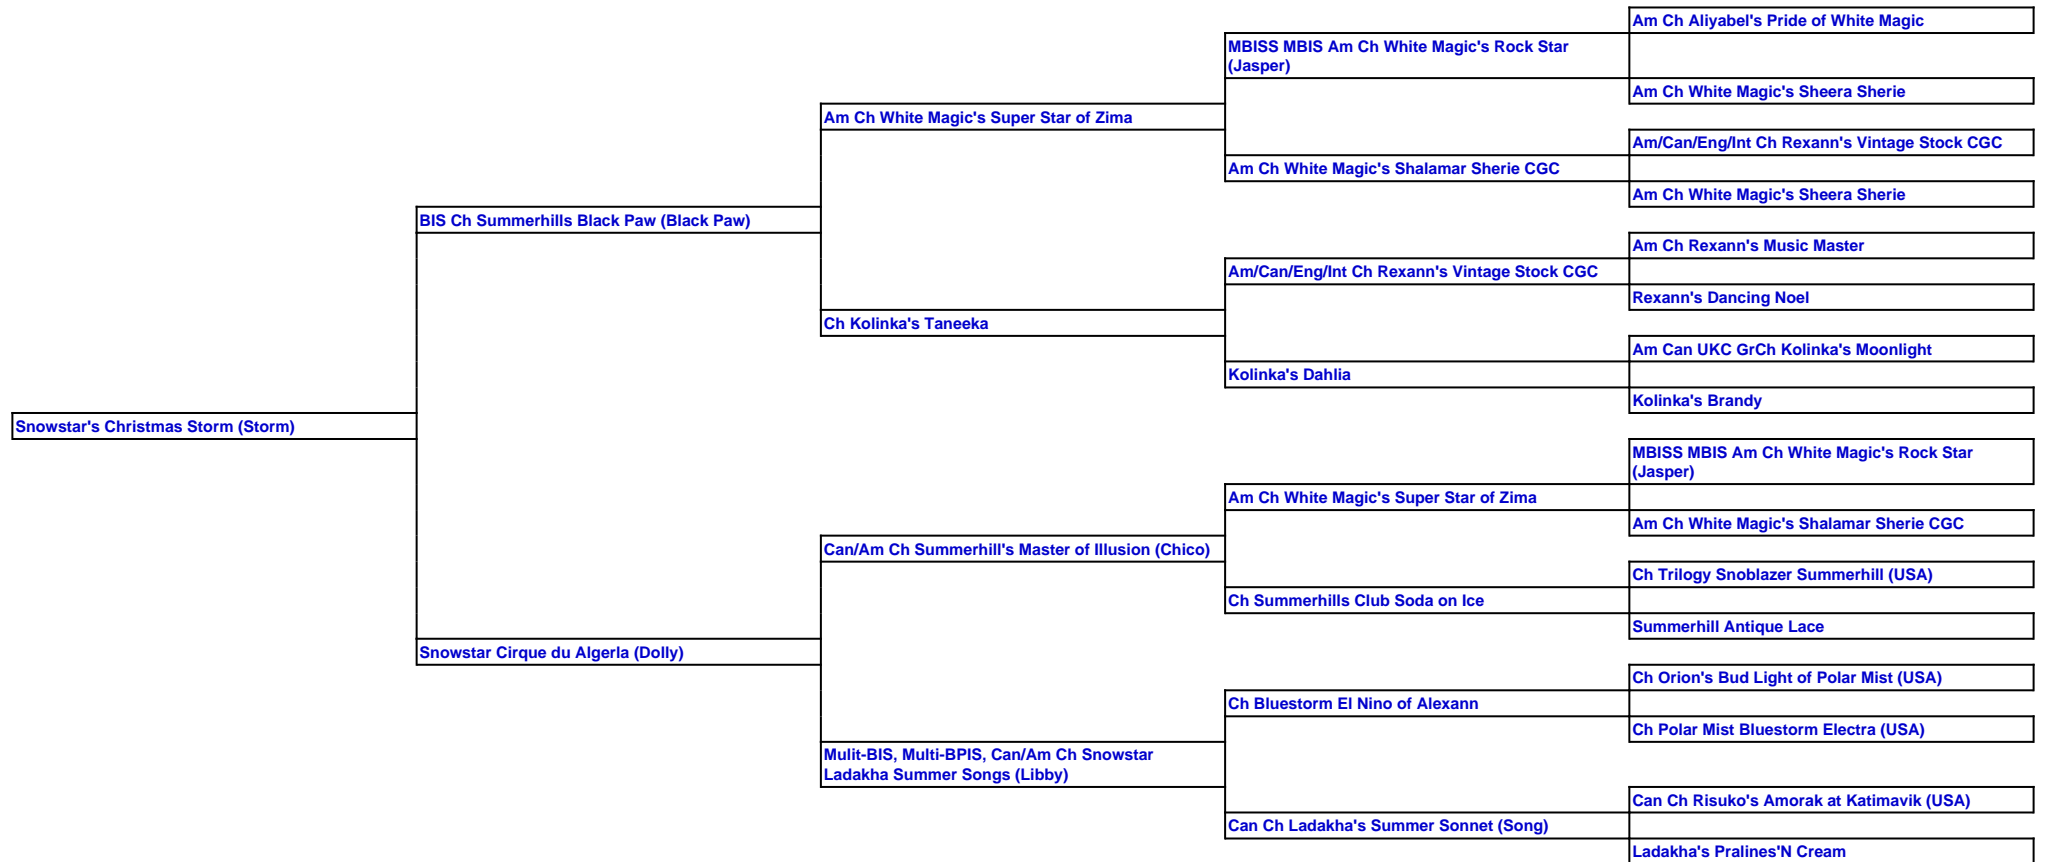 Am Ch Aliyabel's Pride of White Magic
MBISS MBIS Am Ch White Magic's Rock Star
(Jasper)
Am Ch White Magic's Sheera Sherie
Am Ch White Magic's Super Star of Zima
Am/Can/Eng/Int Ch Rexann's Vintage Stock CGC
Am Ch White Magic's Shalamar Sherie CGC
Am Ch White Magic's Sheera Sherie
BIS Ch Summerhills Black Paw (Black Paw)
Am Ch Rexann's Music Master
Am/Can/Eng/Int Ch Rexann's Vintage Stock CGC
Rexann's Dancing Noel
Ch Kolinka's Taneeka
Am Can UKC GrCh Kolinka's Moonlight
Kolinka's Dahlia
Kolinka's Brandy
Snowstar's Christmas Storm (Storm)
MBISS MBIS Am Ch White Magic's Rock Star
(Jasper)
Am Ch White Magic's Super Star of Zima
Am Ch White Magic's Shalamar Sherie CGC
Can/Am Ch Summerhill's Master of Illusion (Chico)
Ch Trilogy Snoblazer Summerhill (USA)
Ch Summerhills Club Soda on Ice
Summerhill Antique Lace
Snowstar Cirque du Algerla (Dolly)
Ch Orion's Bud Light of Polar Mist (USA)
Ch Bluestorm El Nino of Alexann
Ch Polar Mist Bluestorm Electra (USA)
Mulit-BIS, Multi-BPIS, Can/Am Ch Snowstar
Ladakha Summer Songs (Libby)
Can Ch Risuko's Amorak at Katimavik (USA)
Can Ch Ladakha's Summer Sonnet (Song)
Ladakha's Pralines'N Cream